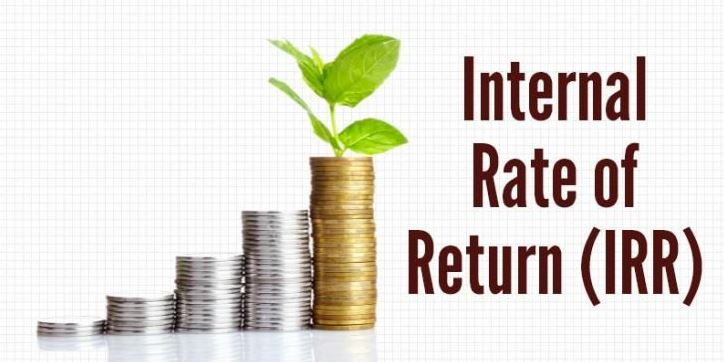 Internal
Rate of
Return (IRR)